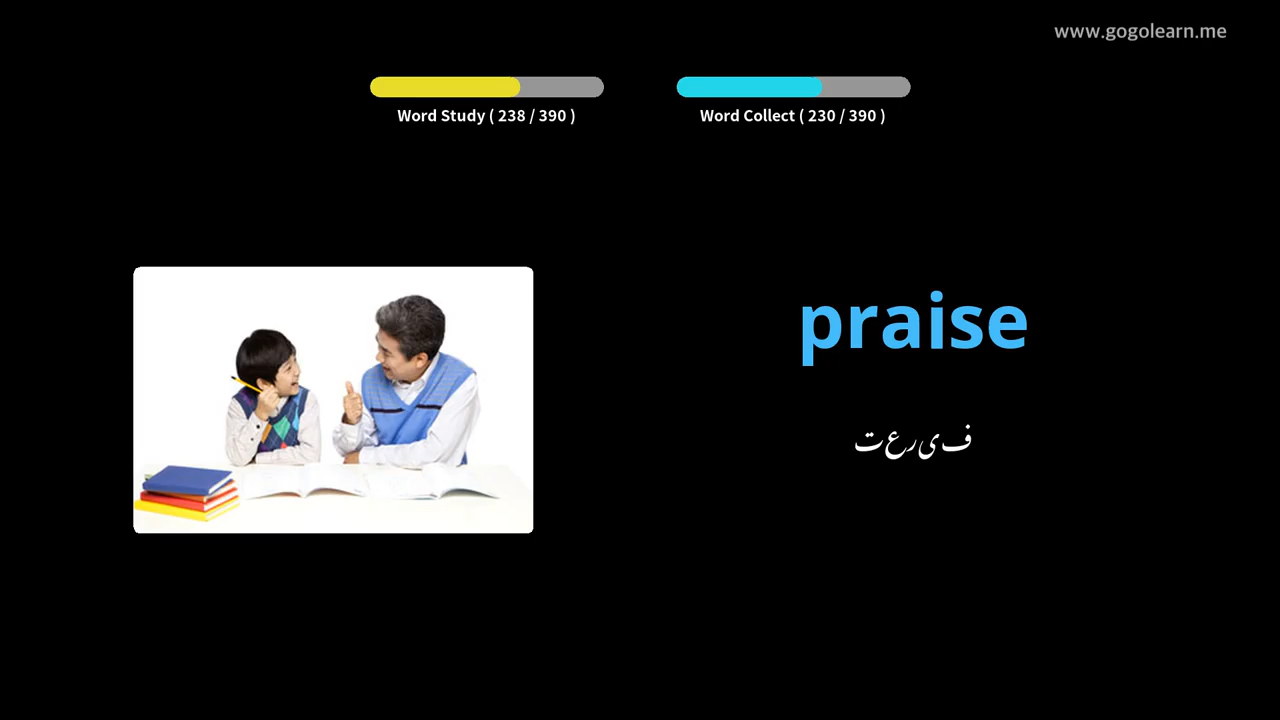 www.gogolearn.me
Word Study ( 238 / 390 )
Word Collect ( 230 / 390 )
praise
تعریف